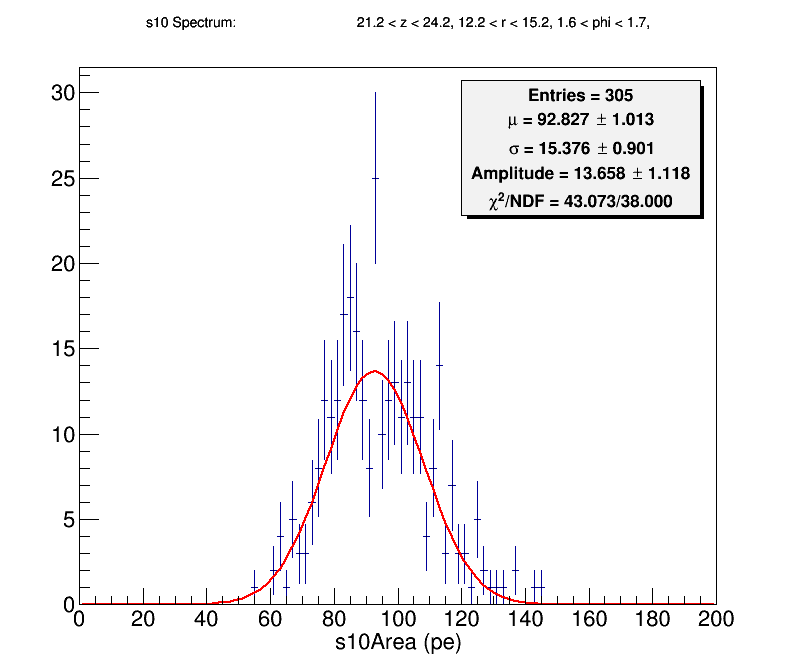 s10 Spectrum: 21.2 < z < 24.2, 12.2 < r < 15.2, 1.6 < phi < 1.7,
Entries = 305
μ = 92.827 ± 1.013
σ = 15.376 ± 0.901
Amplitude = 13.658 ± 1.118
χ²/NDF = 43.073/38.000
30
25
20
15
10
5
0
0 20 40 60 80 100 120 140 160 180 200
s10Area (pe)